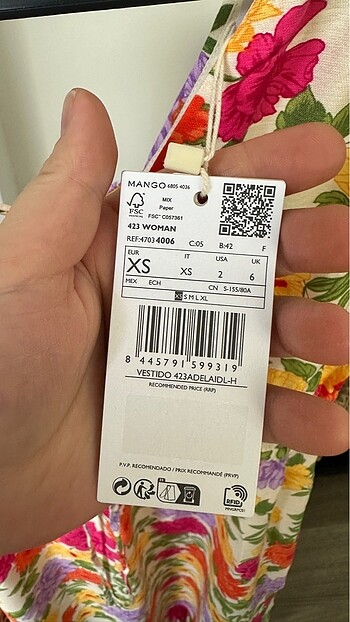 MANGO 6805 4036
FSC
MIX
Paper
FSC® C057361
423 WOMAN
REF:4703 4006 C:05 B:42 F
EUR XS
IT XS
USA 2
UK 6
MEX ECH CN S-155/80A
XS S M L XL
8 445791 599319
VESTIDO 423ADELAIDL-H
RECOMMENDED PRICE (RRP)
P.V.P. RECOMENDADO / PRIX RECOMMANDÉ (PRVP)
RFID